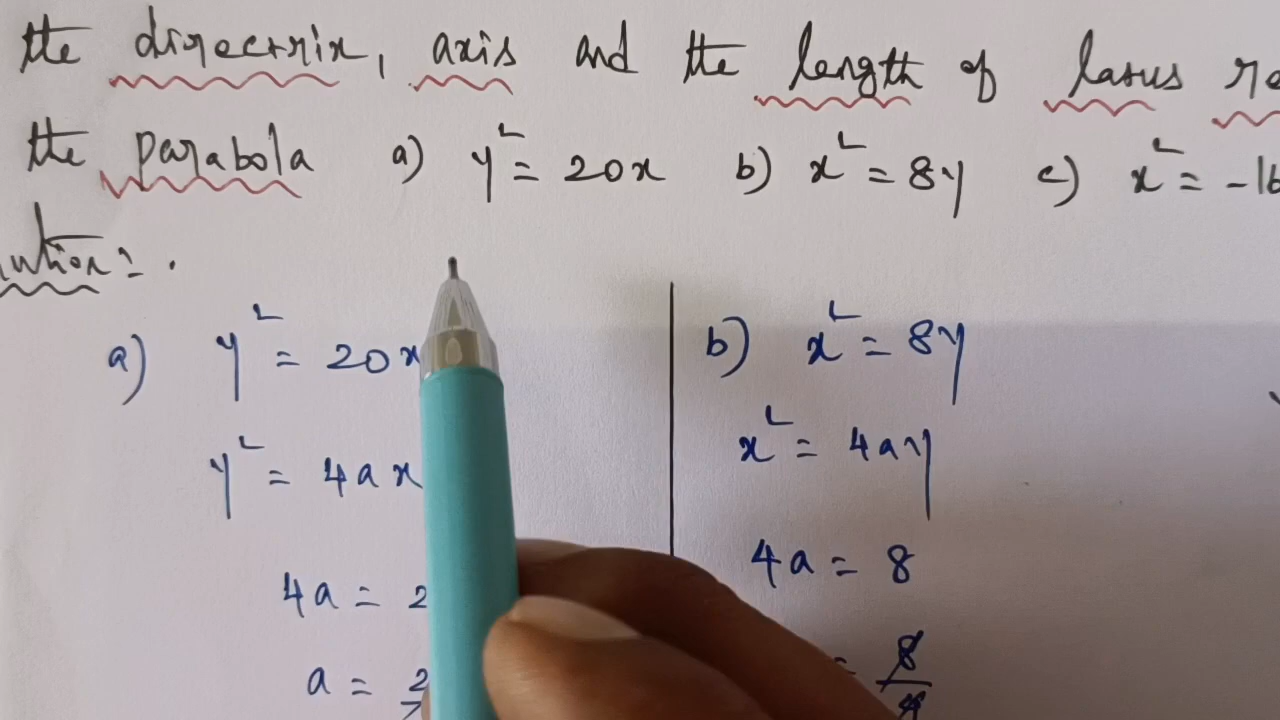 the directrix, axis and the length of latus
the parabola a) y² = 20x b) x² = 8y c) x² = -16
a) y² = 20x
y² = 4ax
4a = 2
a = 2
b) x² = 8y
x² = 4ay
4a = 8
= 8/4